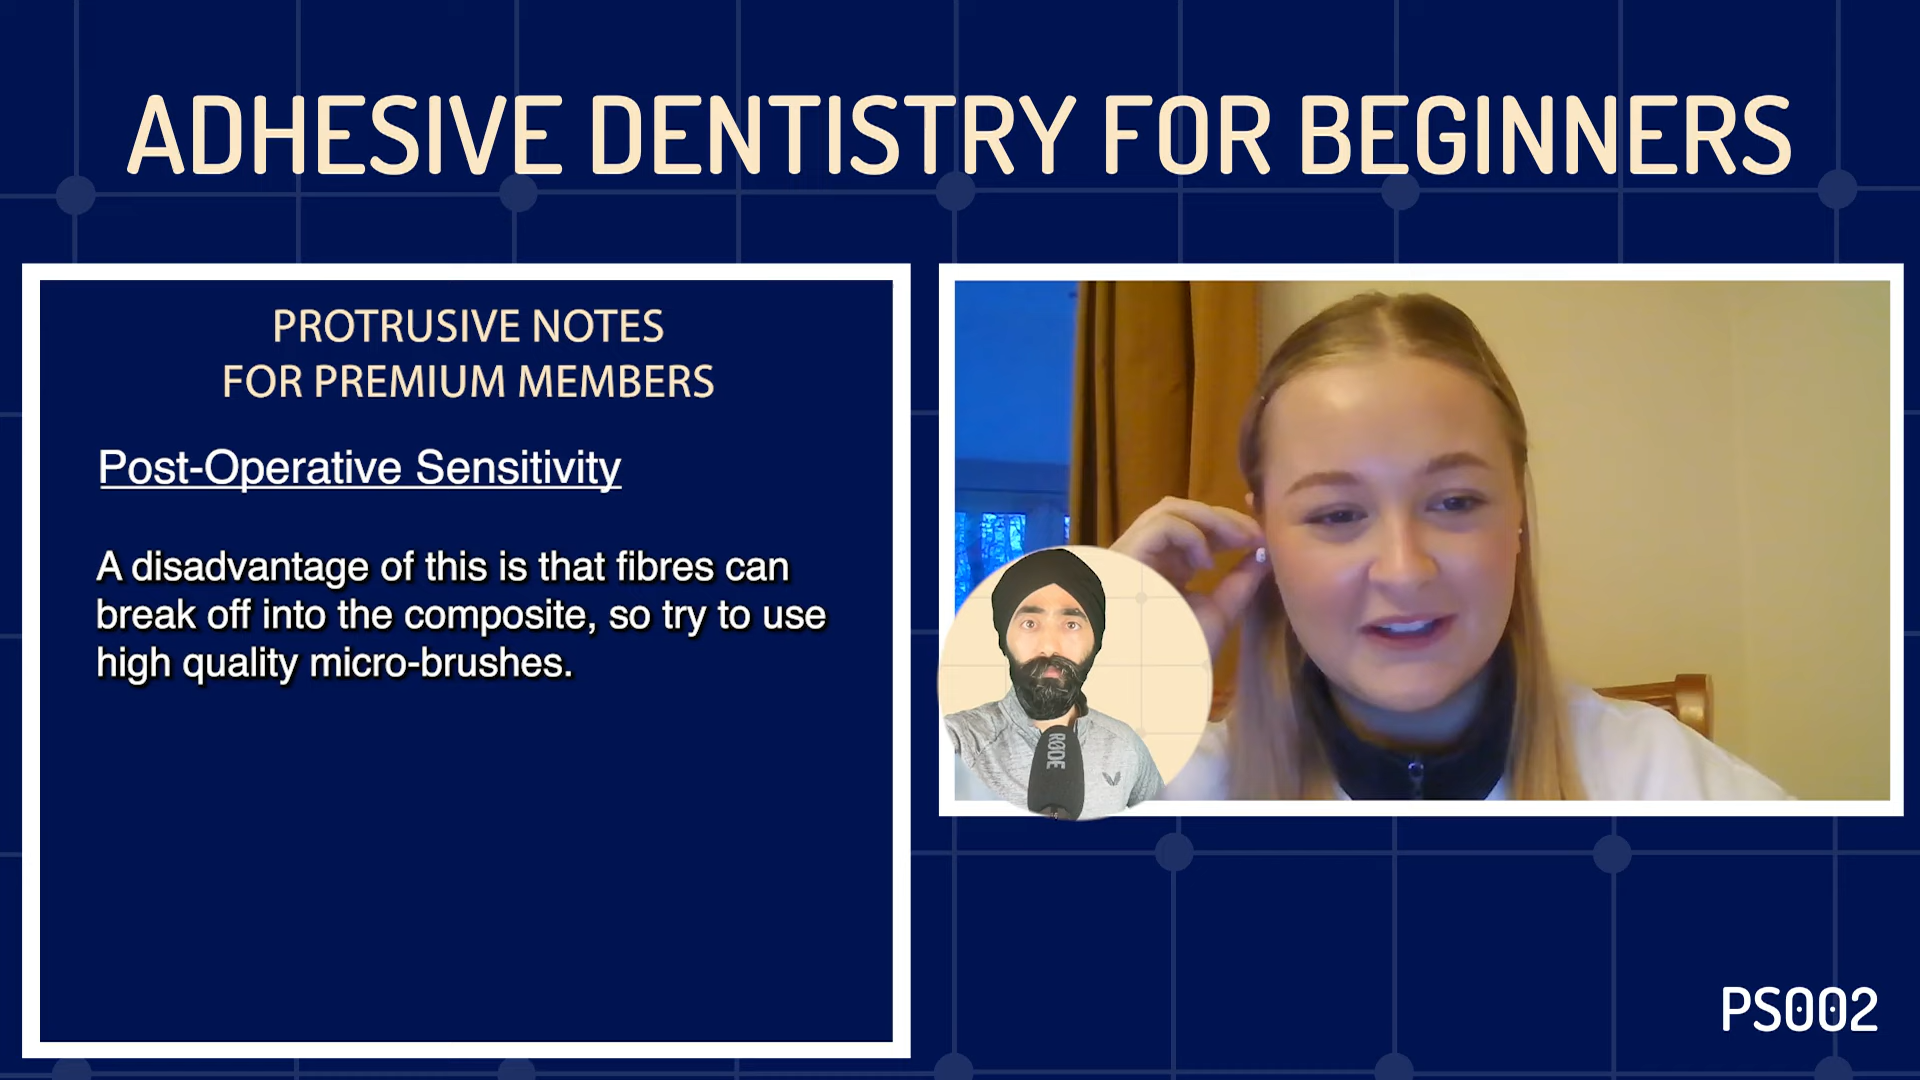 ADHESIVE DENTISTRY FOR BEGINNERS
PROTRUSIVE NOTES
FOR PREMIUM MEMBERS
Post-Operative Sensitivity
A disadvantage of this is that fibres can
break off into the composite, so try to use
high quality micro-brushes.
RØDE
PS002